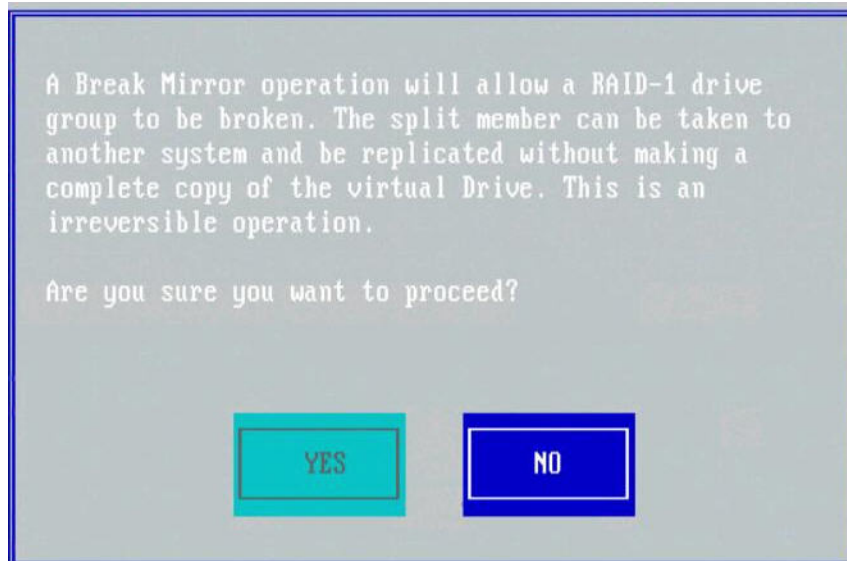 A Break Mirror operation will allow a RAID-1 drive
group to be broken. The split member can be taken to
another system and be replicated without making a
complete copy of the virtual Drive. This is an
irreversible operation.
Are you sure you want to proceed?
YES
NO